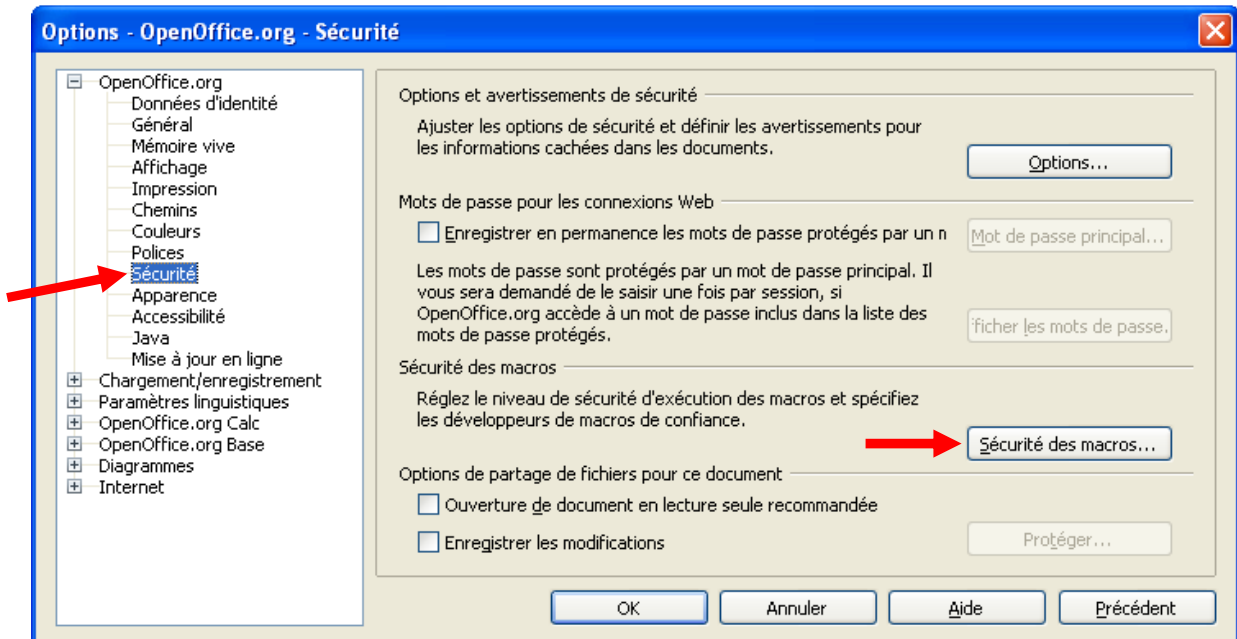 Options - OpenOffice.org - Sécurité
OpenOffice.org
Données d'identité
Général
Mémoire vive
Affichage
Impression
Chemins
Couleurs
Polices
Sécurité
Apparence
Accessibilité
Java
Mise à jour en ligne
Chargement/enregistrement
Paramètres linguistiques
OpenOffice.org Calc
OpenOffice.org Base
Diagrammes
Internet
Options et avertissements de sécurité
Ajuster les options de sécurité et définir les avertissements pour
les informations cachées dans les documents.
Options...
Mots de passe pour les connexions Web
Enregistrer en permanence les mots de passe protégés par un n
Mot de passe principal...
Les mots de passe sont protégés par un mot de passe principal. Il
vous sera demandé de le saisir une fois par session, si
OpenOffice.org accède à un mot de passe inclus dans la liste des
mots de passe protégés.
ficher les mots de passe.
Sécurité des macros
Réglez le niveau de sécurité d'exécution des macros et spécifiez
les développeurs de macros de confiance.
Sécurité des macros...
Options de partage de fichiers pour ce document
Ouverture de document en lecture seule recommandée
Enregistrer les modifications
Protéger...
OK
Annuler
Aide
Précédent